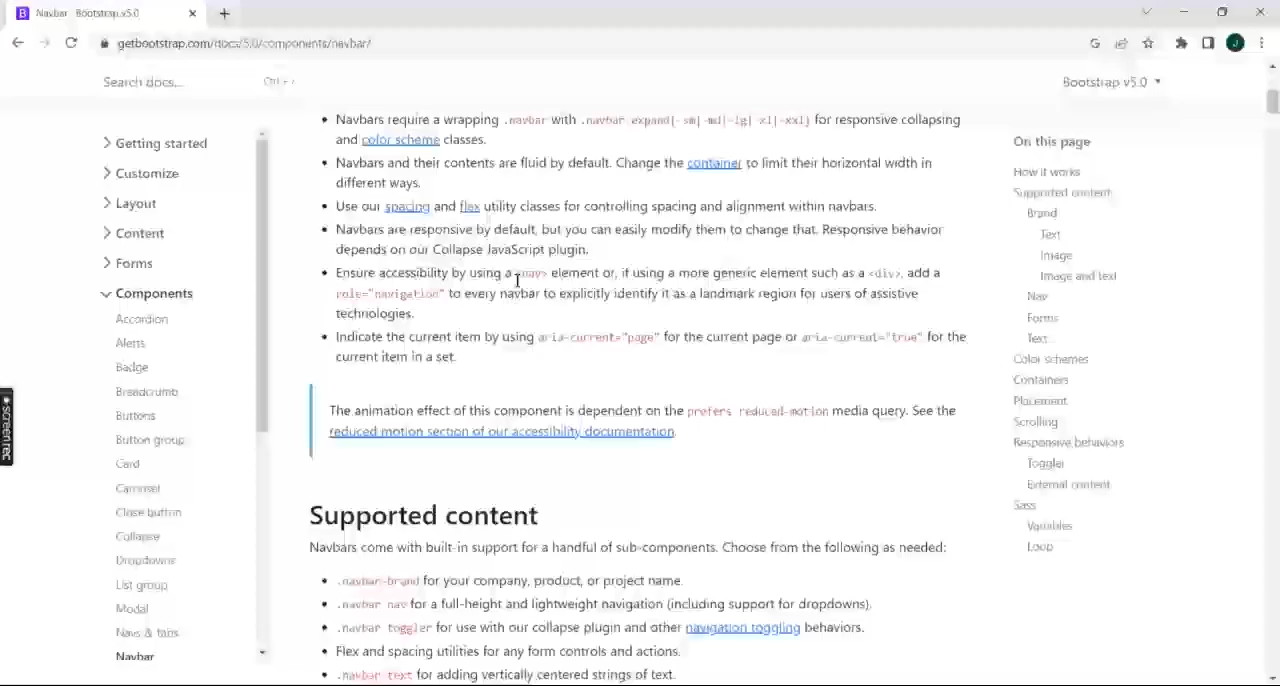 Navbar · Bootstrap v5.0
getbootstrap.com/docs/5.0/components/navbar/
G
J
Search docs...
Bootstrap v5.0
Getting started
Customize
Layout
Content
Forms
Components
Accordion
Alerts
Badge
Breadcrumb
Buttons
Button group
Card
Carousel
Close button
Collapse
Dropdowns
List group
Modal
Navs & tabs
Navbar
Navbars require a wrapping .navbar with .navbar-expand{-sm|-md|-lg|-xl|-xxl} for responsive collapsing
and color scheme classes.
Navbars and their contents are fluid by default. Change the container to limit their horizontal width in
different ways.
Use our spacing and flex utility classes for controlling spacing and alignment within navbars.
Navbars are responsive by default, but you can easily modify them to change that. Responsive behavior
depends on our Collapse JavaScript plugin.
Ensure accessibility by using a <nav> element or, if using a more generic element such as a <div>, add a
role="navigation" to every navbar to explicitly identify it as a landmark region for users of assistive
technologies.
Indicate the current item by using aria-current="page" for the current page or aria-current="true" for the
current item in a set.
The animation effect of this component is dependent on the prefers-reduced-motion media query. See the
reduced motion section of our accessibility documentation.
Supported content
Navbars come with built-in support for a handful of sub-components. Choose from the following as needed:
.navbar-brand for your company, product, or project name.
.navbar-nav for a full-height and lightweight navigation (including support for dropdowns).
.navbar-toggler for use with our collapse plugin and other navigation toggling behaviors.
Flex and spacing utilities for any form controls and actions.
.navbar-text for adding vertically centered strings of text.
On this page
How it works
Supported content
Brand
Text
Image
Image and text
Nav
Forms
Text
Color schemes
Containers
Placement
Scrolling
Responsive behaviors
Toggler
External content
Sass
Variables
Loop
screenrec